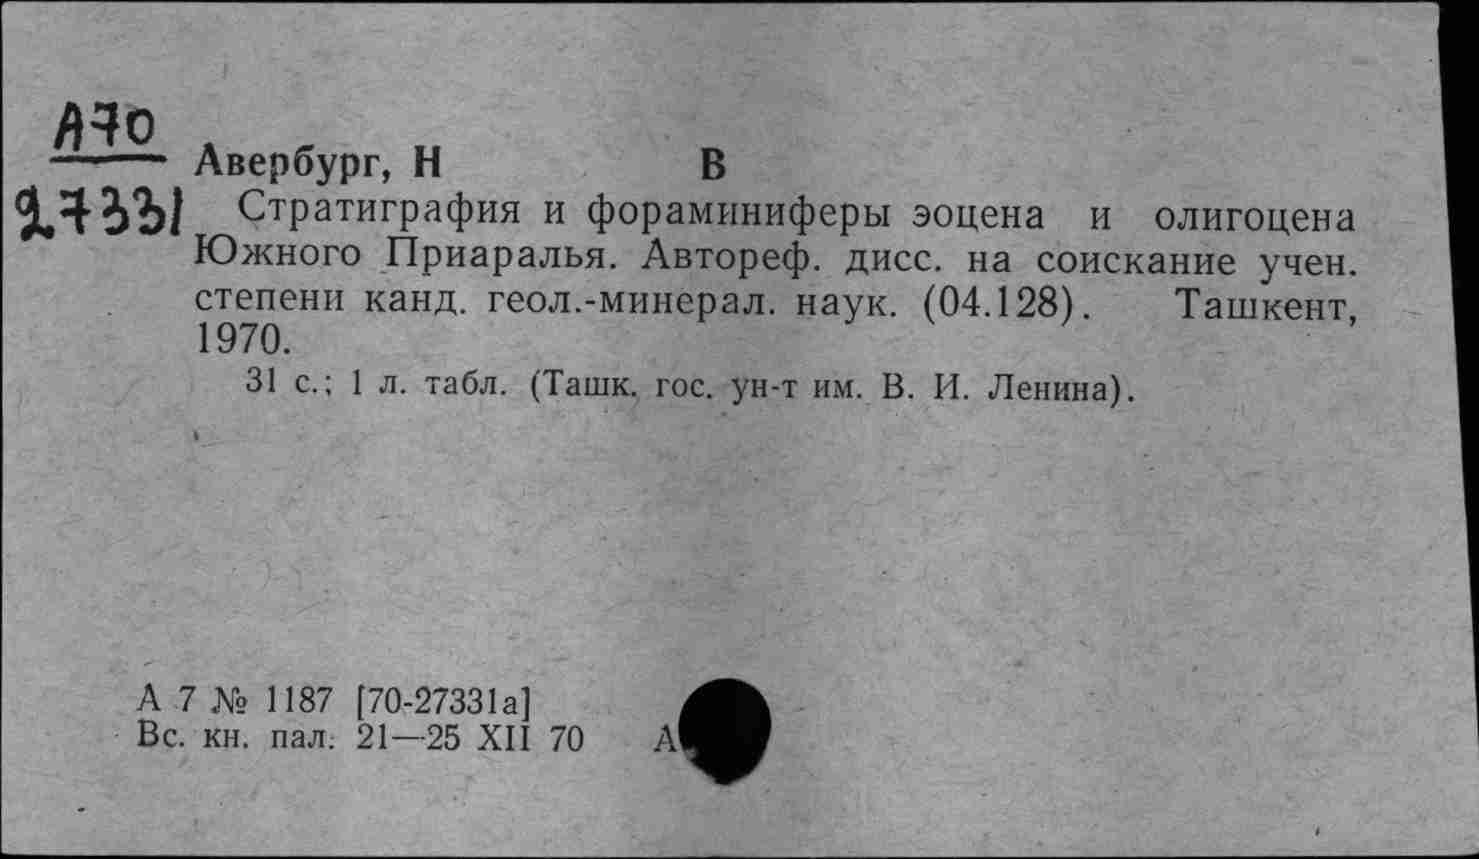 А70
27331
Авербург, Н В
Стратиграфия и фораминиферы эоцена и олигоцена
Южного Приаралья. Автореф. дисс. на соискание учен.
степени канд. геол.-минерал. наук. (04.128). Ташкент,
1970.
31 с.; 1 л. табл. (Ташк. гос. ун-т им. В. И. Ленина).
А 7 № 1187 [70-27331а]
Вс. кн. пал. 21—25 XII 70 А